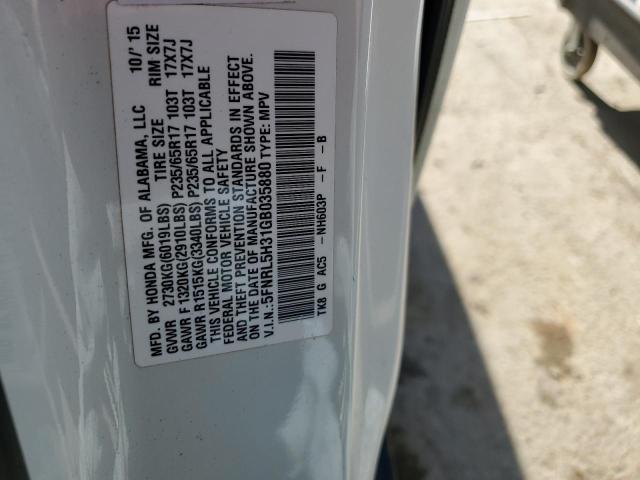 MFD. BY HONDA MFG. OF ALABAMA, LLC 10/'15
GVWR 2730KG(6019LBS) TIRE SIZE RIM SIZE
GAWR F 1320KG(2910LBS) P235/65R17 103T 17X7J
GAWR R 1515KG(3340LBS) P235/65R17 103T 17X7J
THIS VEHICLE CONFORMS TO ALL APPLICABLE
FEDERAL MOTOR VEHICLE SAFETY
AND THEFT PREVENTION STANDARDS IN EFFECT
ON THE DATE OF MANUFACTURE SHOWN ABOVE.
V.I.N.:5FNRL5H31GB035880 TYPE: MPV
TK8 G AC5 -NH603P -F -B